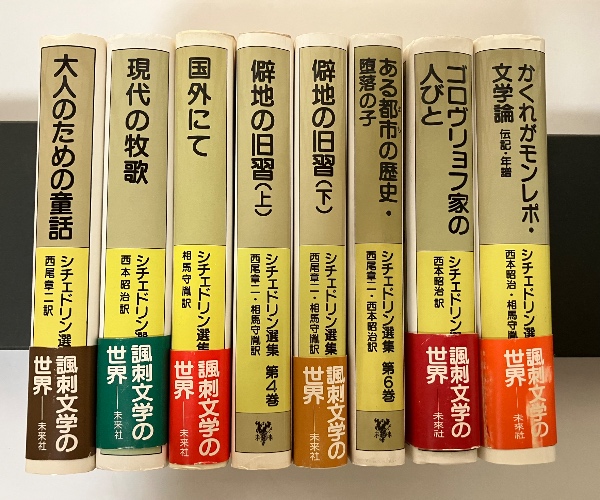 大人のための童話
シチェドリン選
西尾章二訳
諷刺文学の
世界——未来社
現代の牧歌
シチェドリン選
西本昭治訳
諷刺文学の
世界——未来社
国外にて
シチェドリン選集
相馬守胤訳
諷刺文学の
世界——未来社
僻地の旧習(上)
シチェドリン選集 第4巻
西尾章二・相馬守胤訳
僻地の旧習(下)
シチェドリン選集
西尾章二・相馬守胤訳
諷刺文学の
世界——未来社
ある都市の歴史・
堕落の子
シチェドリン選集 第6巻
西尾章二・西本昭治訳
ゴロヴリョフ家の
人びと
シチェドリン選
西本昭治訳
諷刺文学の
世界——未来社
かくれがモンレポ・
文学論 伝記・年譜
シチェドリン選
西本昭治・相馬守胤
諷刺文学の
世界——未来社